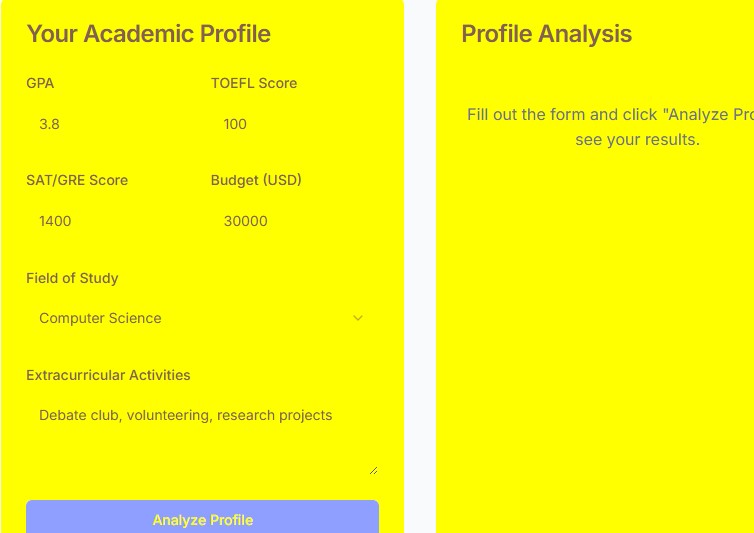 Your Academic Profile
GPA
TOEFL Score
3.8
100
SAT/GRE Score
Budget (USD)
1400
30000
Field of Study
Computer Science
Extracurricular Activities
Debate club, volunteering, research projects
Analyze Profile
Profile Analysis
Fill out the form and click "Analyze Pro
see your results.